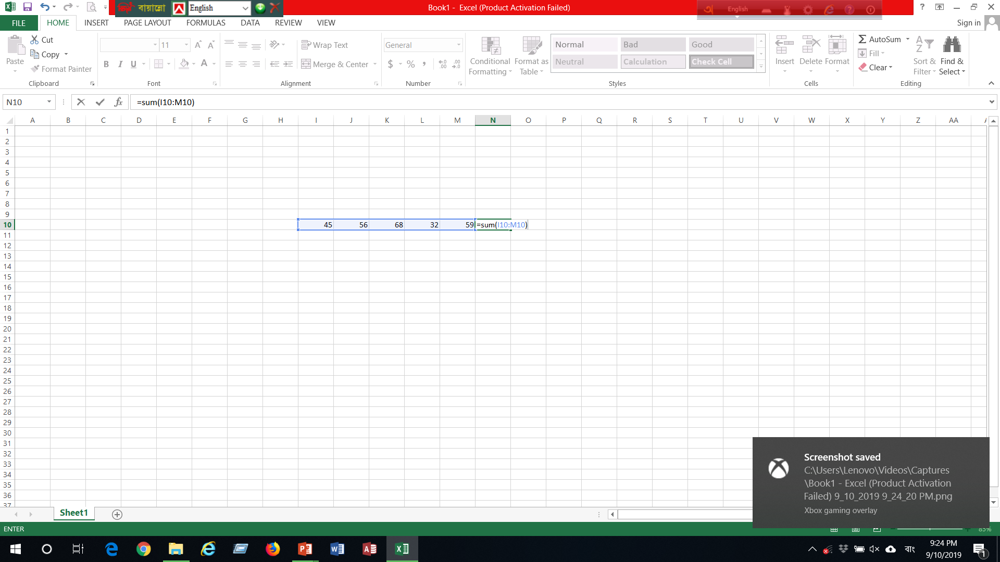 বায়ান্নো English Book1 - Excel (Product Activation Failed) English ?
FILE HOME INSERT PAGE LAYOUT FORMULAS DATA REVIEW VIEW Sign in
Paste Cut Copy Format Painter
Clipboard
11
B I U A
Font
Wrap Text
Merge & Center
Alignment
General
$ % ,
Number
Conditional Formatting Format as Table
Normal Bad Good
Neutral Calculation Check Cell
Styles
Insert Delete Format
Cells
AutoSum
Fill
Clear
Sort & Filter Find & Select
Editing
N10 fx =sum(I10:M10)
A B C D E F G H I J K L M N O P Q R S T U V W X Y Z AA
1
2
3
4
5
6
7
8
9
10 45 56 68 32 59 =sum(I10:M10)
11
12
13
14
15
16
17
18
19
20
21
22
23
24
25
26
27
28
29
30
31
32
33
34
35
36
37
Screenshot saved
C:\Users\Lenovo\Videos\Captures
\Book1 - Excel (Product Activation
Failed) 9_10_2019 9_24_20 PM.png
Xbox gaming overlay
Sheet1
ENTER 85%
বাং 9:24 PM
9/10/2019 1